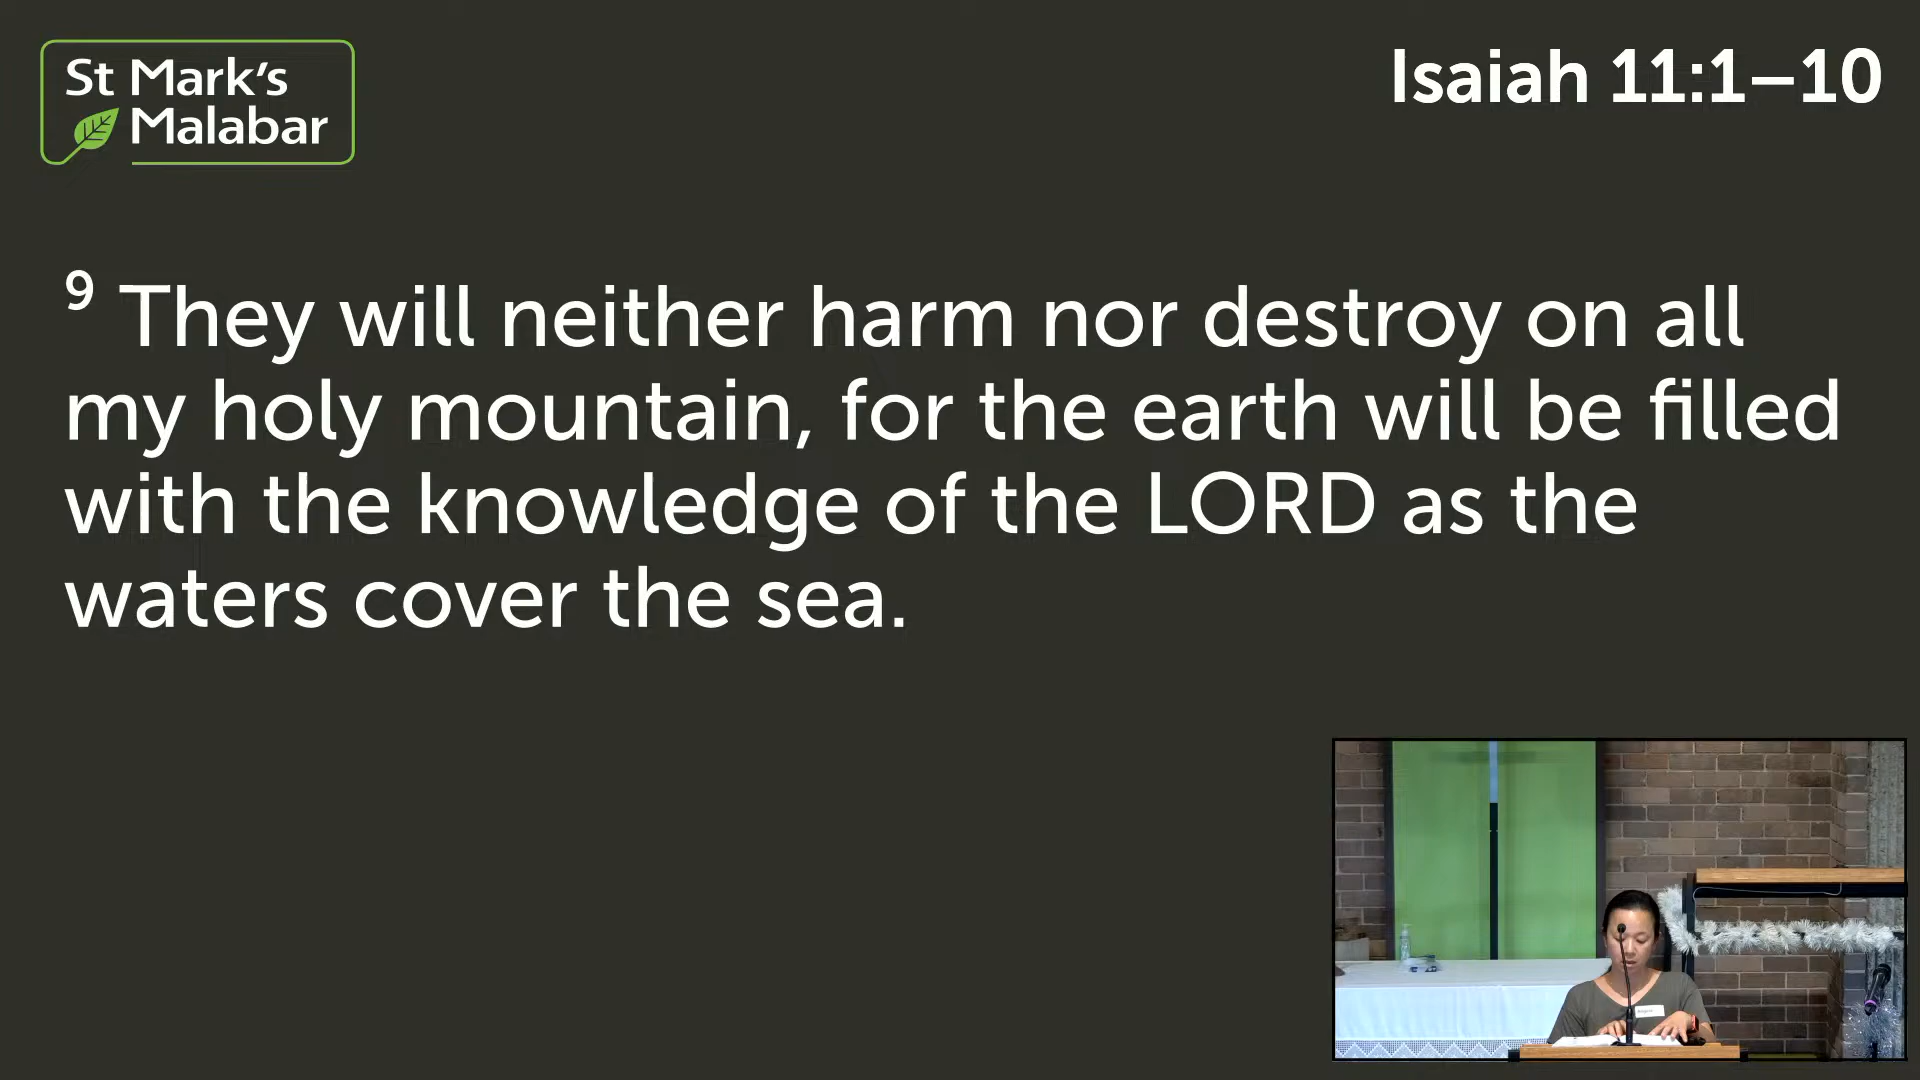 St Mark's
Malabar
Isaiah 11:1–10
9 They will neither harm nor destroy on all
my holy mountain, for the earth will be filled
with the knowledge of the LORD as the
waters cover the sea.